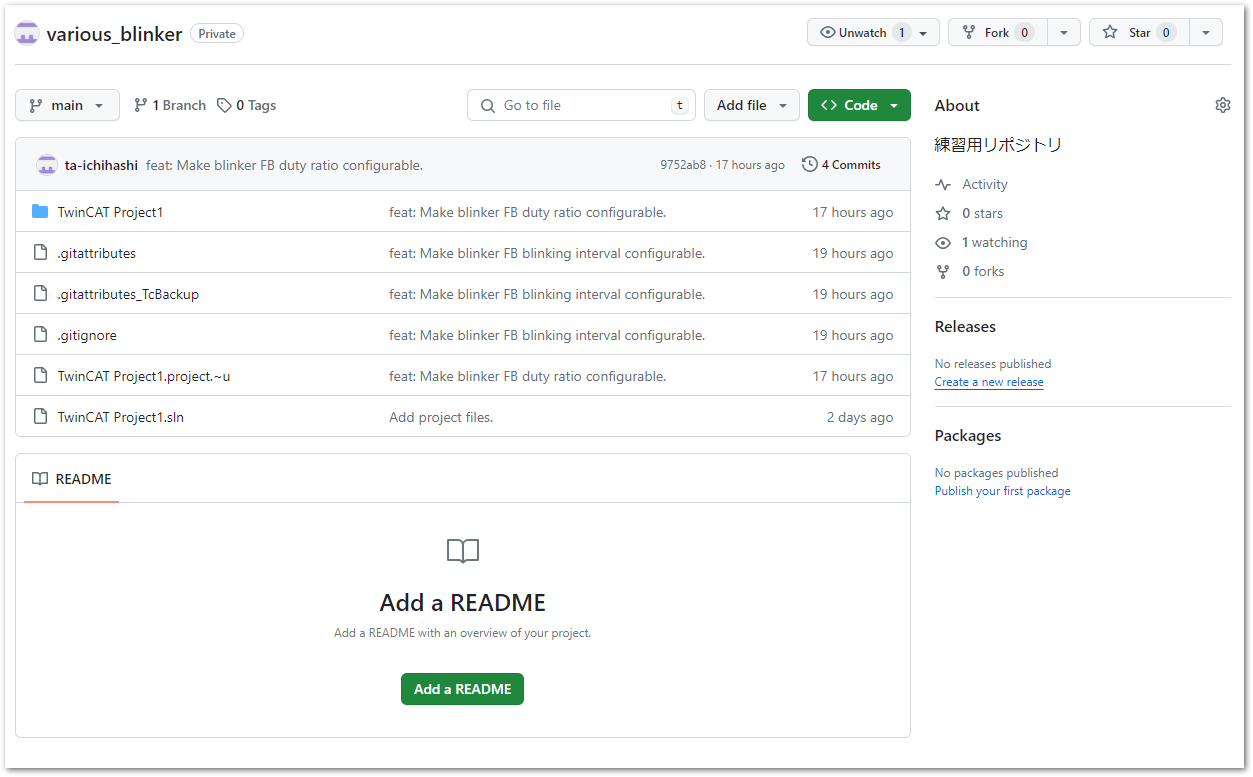 various_blinker Private Unwatch 1 Fork 0 Star 0
main 1 Branch 0 Tags Go to file t Add file Code
ta-ichihashi feat: Make blinker FB duty ratio configurable. 9752ab8 · 17 hours ago 4 Commits
TwinCAT Project1 feat: Make blinker FB duty ratio configurable. 17 hours ago
.gitattributes feat: Make blinker FB blinking interval configurable. 19 hours ago
.gitattributes_TcBackup feat: Make blinker FB blinking interval configurable. 19 hours ago
.gitignore feat: Make blinker FB blinking interval configurable. 19 hours ago
TwinCAT Project1.project.~u feat: Make blinker FB duty ratio configurable. 17 hours ago
TwinCAT Project1.sln Add project files. 2 days ago
README
Add a README
Add a README with an overview of your project.
Add a README
About
練習用リポジトリ
Activity
0 stars
1 watching
0 forks
Releases
No releases published
Create a new release
Packages
No packages published
Publish your first package